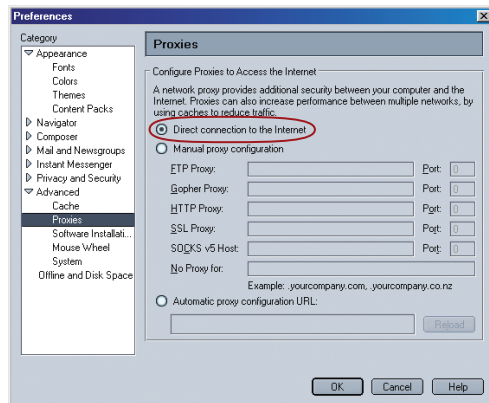 Preferences
Category
Appearance
Fonts
Colors
Themes
Content Packs
Navigator
Composer
Mail and Newsgroups
Instant Messenger
Privacy and Security
Advanced
Cache
Proxies
Software Installati...
Mouse Wheel
System
Offline and Disk Space
Proxies
Configure Proxies to Access the Internet
A network proxy provides additional security between your computer and the
Internet. Proxies can also increase performance between multiple networks, by
using caches to reduce traffic.
Direct connection to the Internet
Manual proxy configuration
FTP Proxy: Port: 0
Gopher Proxy: Port: 0
HTTP Proxy: Port: 0
SSL Proxy: Port: 0
SOCKS v5 Host: Port: 0
No Proxy for:
Example: .yourcompany.com, .yourcompany.co.nz
Automatic proxy configuration URL:
Reload
OK Cancel Help